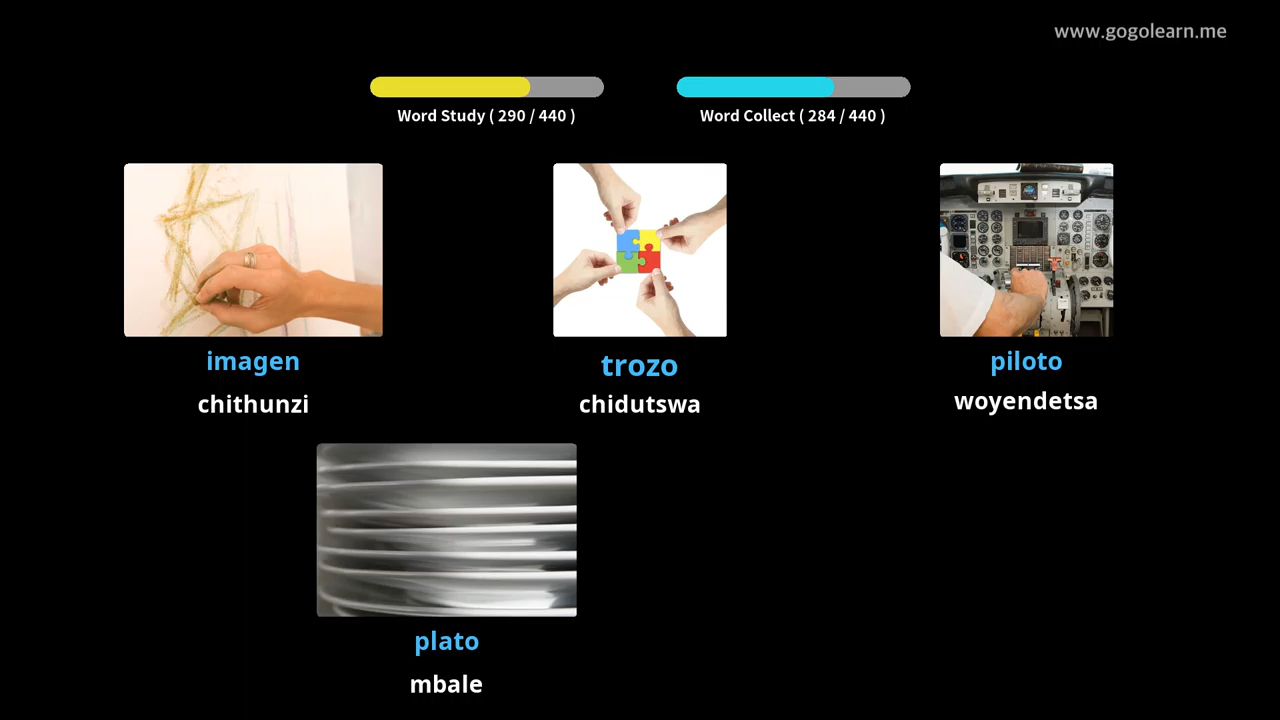 www.gogolearn.me
Word Study ( 290 / 440 )
Word Collect ( 284 / 440 )
imagen
chithunzi
trozo
chidutswa
piloto
woyendetsa
plato
mbale